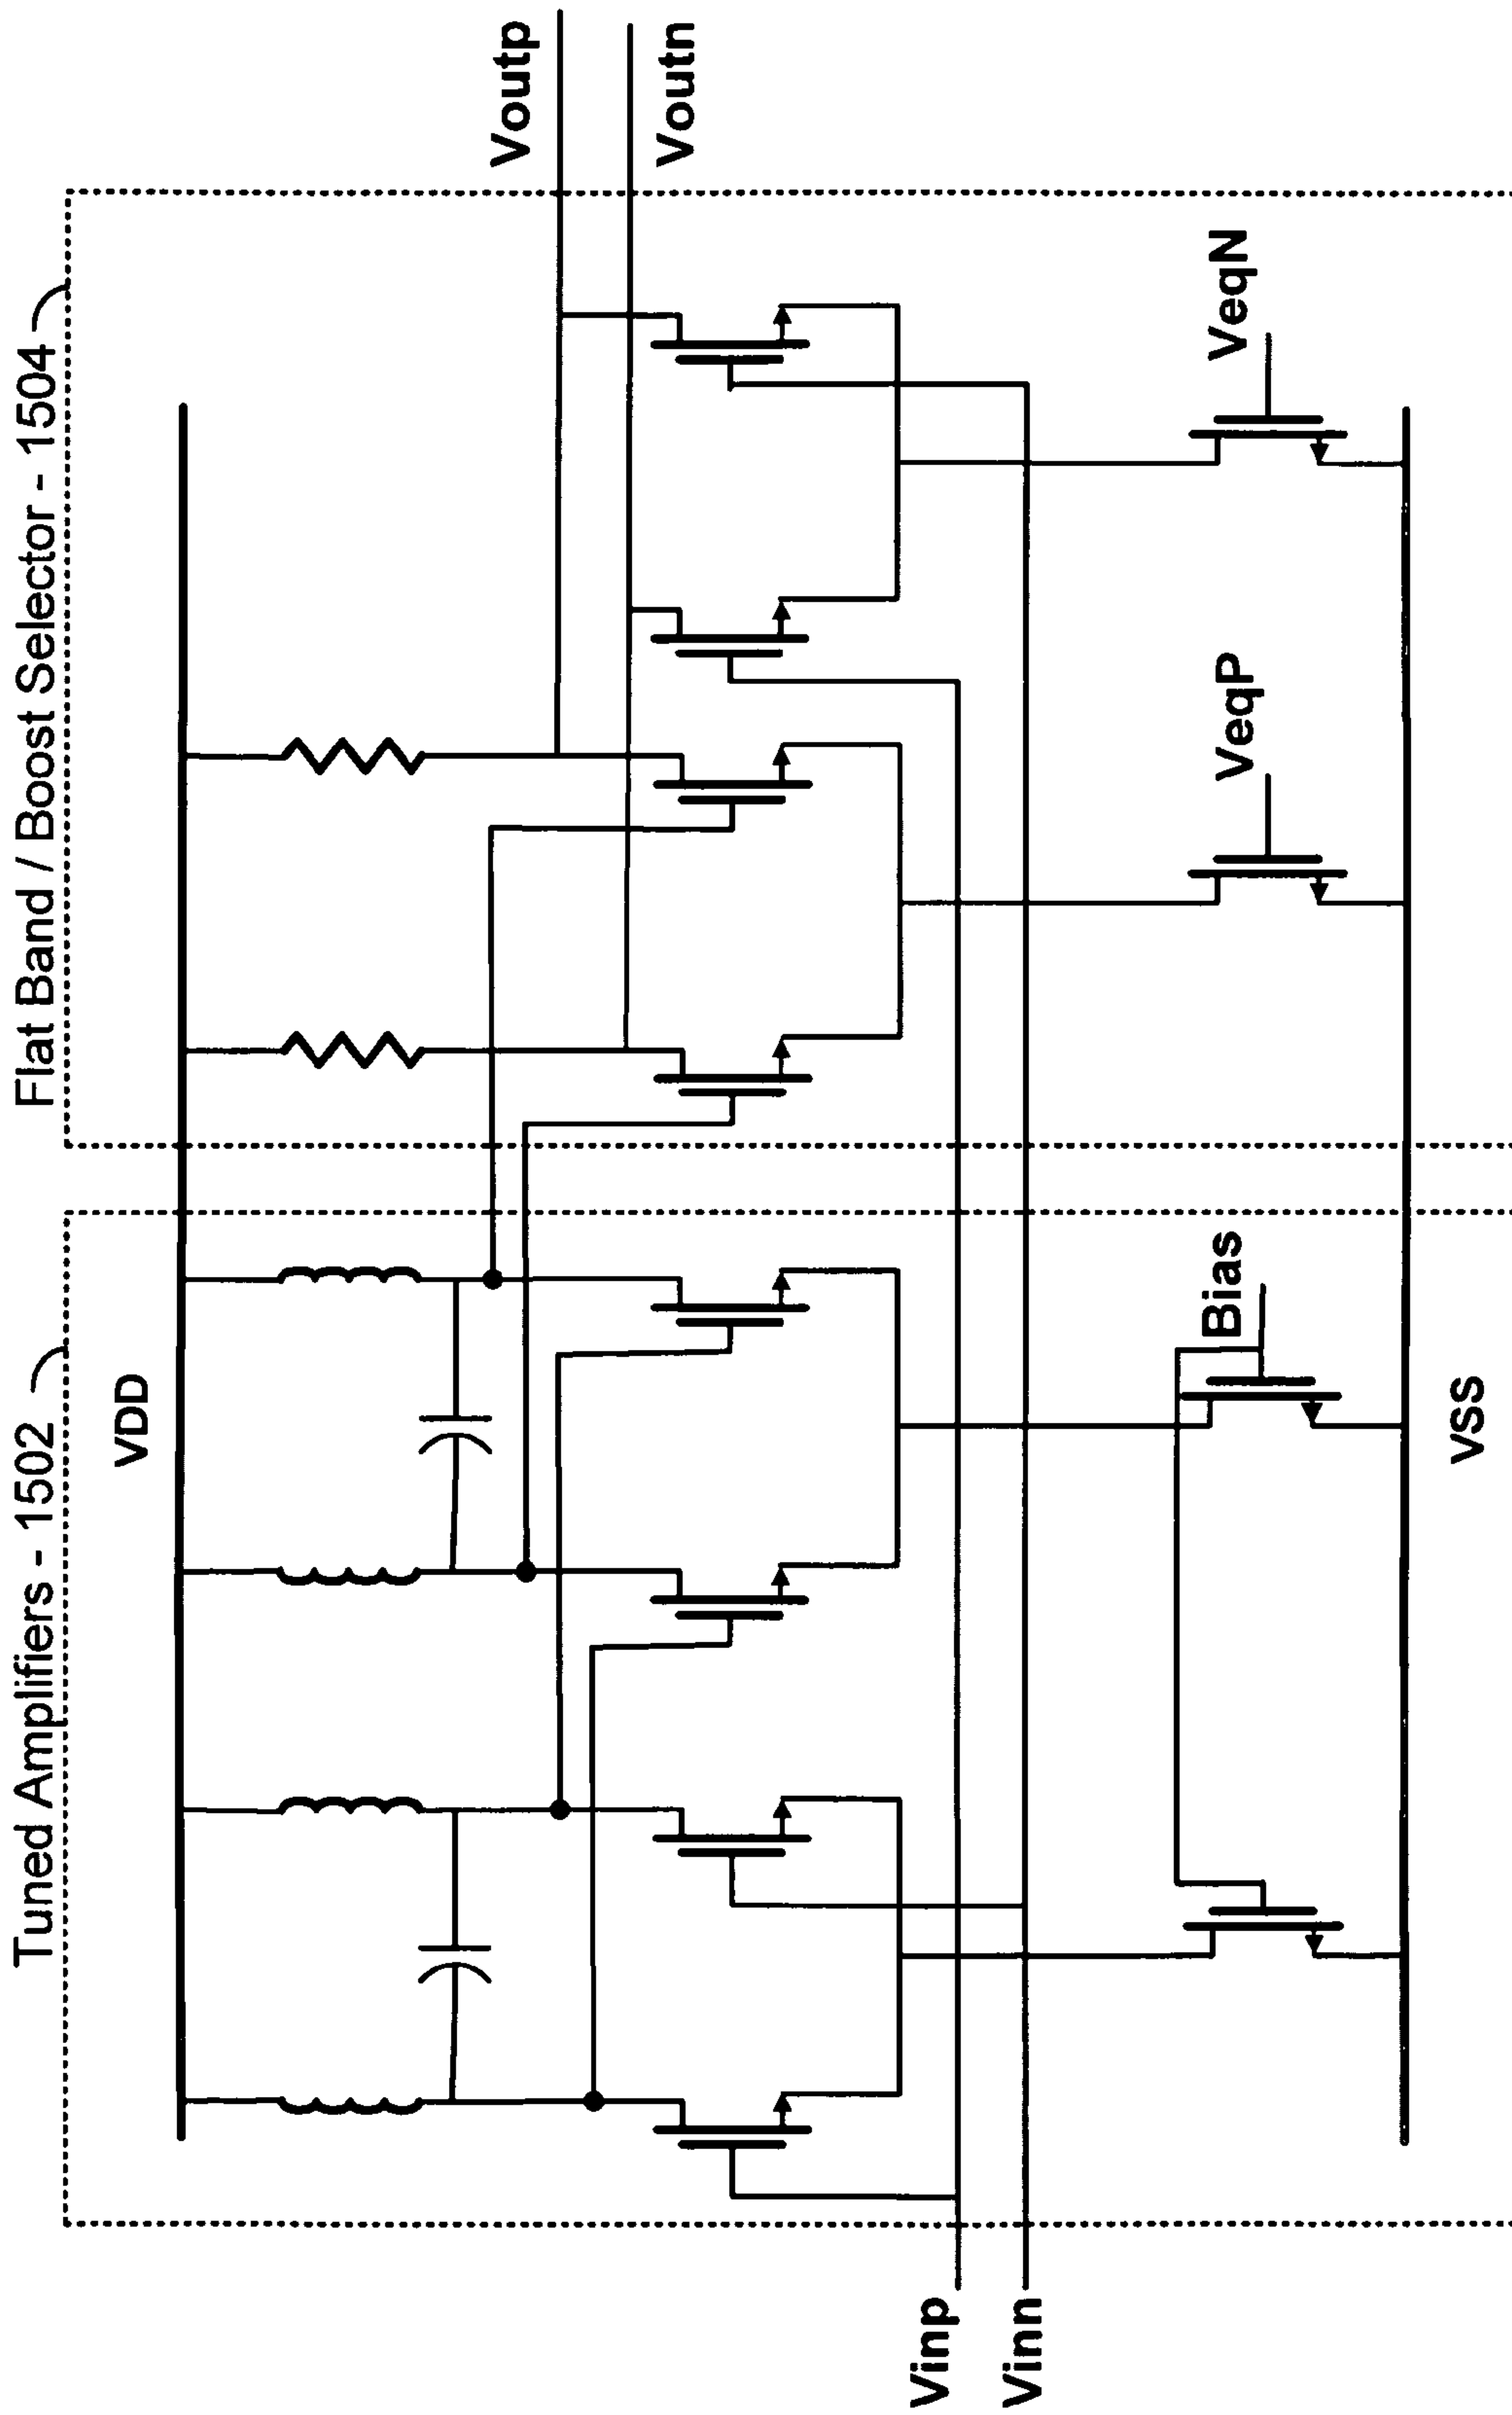 Tuned Amplifiers - 1502
Flat Band / Boost Selector - 1504
VDD
Voutp
Voutn
Vinp
Vinn
Bias
VeqP
VeqN
VSS